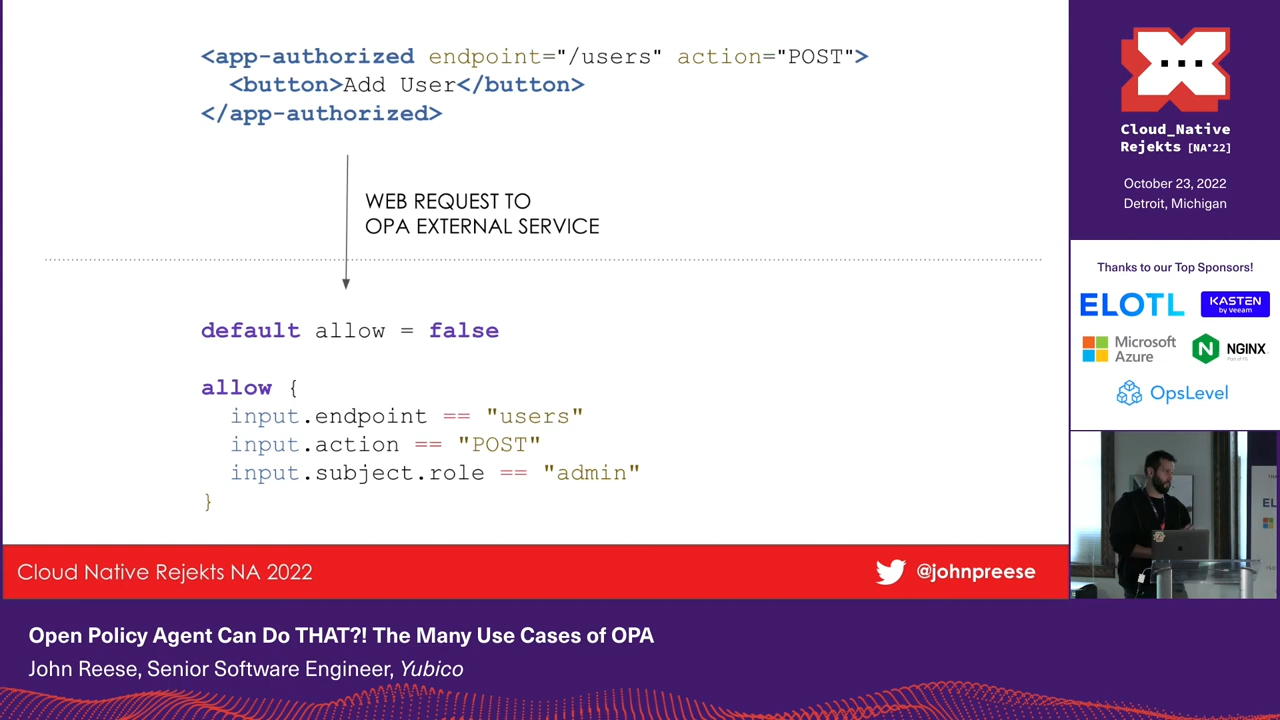 <app-authorized endpoint="/users" action="POST">
<button>Add User</button>
</app-authorized>
WEB REQUEST TO
OPA EXTERNAL SERVICE
default allow = false
allow {
input.endpoint == "users"
input.action == "POST"
input.subject.role == "admin"
}
Cloud Native Rejekts NA 2022
@johnpreese
Cloud_Native
Rejekts [NA'22]
October 23, 2022
Detroit, Michigan
Thanks to our Top Sponsors!
ELOTL
KASTEN
by Veeam
Microsoft
Azure
N
NGINX
Part of F5
OpsLevel
Open Policy Agent Can Do THAT?! The Many Use Cases of OPA
John Reese, Senior Software Engineer, Yubico